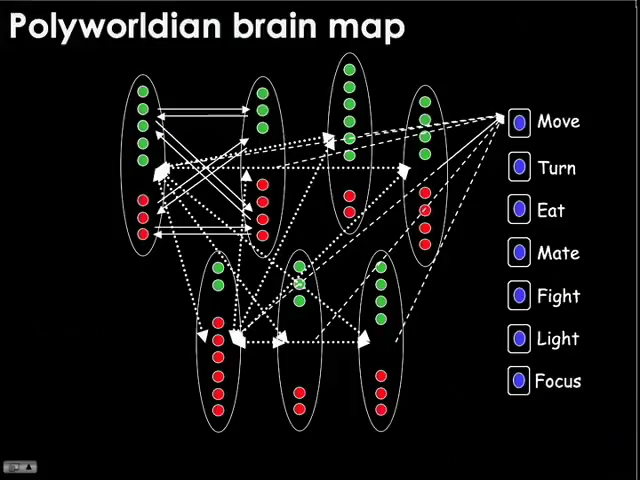 Polyworldian brain map
Move
Turn
Eat
Mate
Fight
Light
Focus